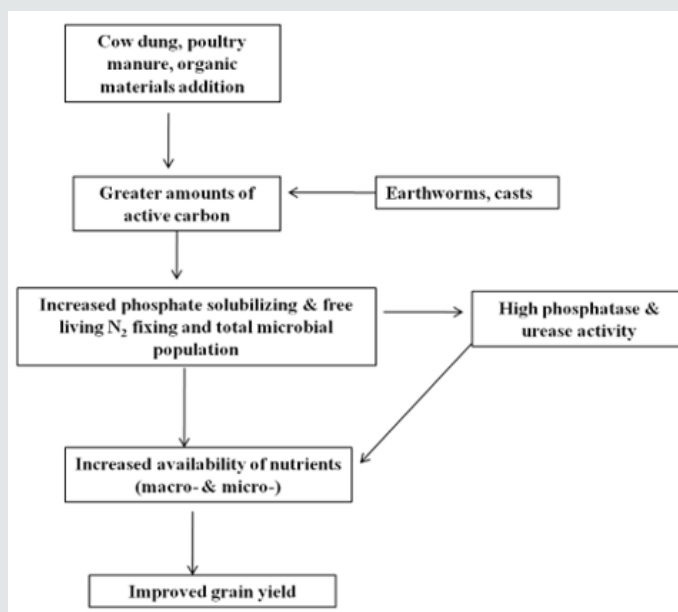 Cow dung, poultry
manure, organic
materials addition
Greater amounts of
active carbon
Earthworms, casts
Increased phosphate solubilizing & free
living N₂ fixing and total microbial
population
High phosphatase &
urease activity
Increased availability of nutrients
(macro- & micro-)
Improved grain yield